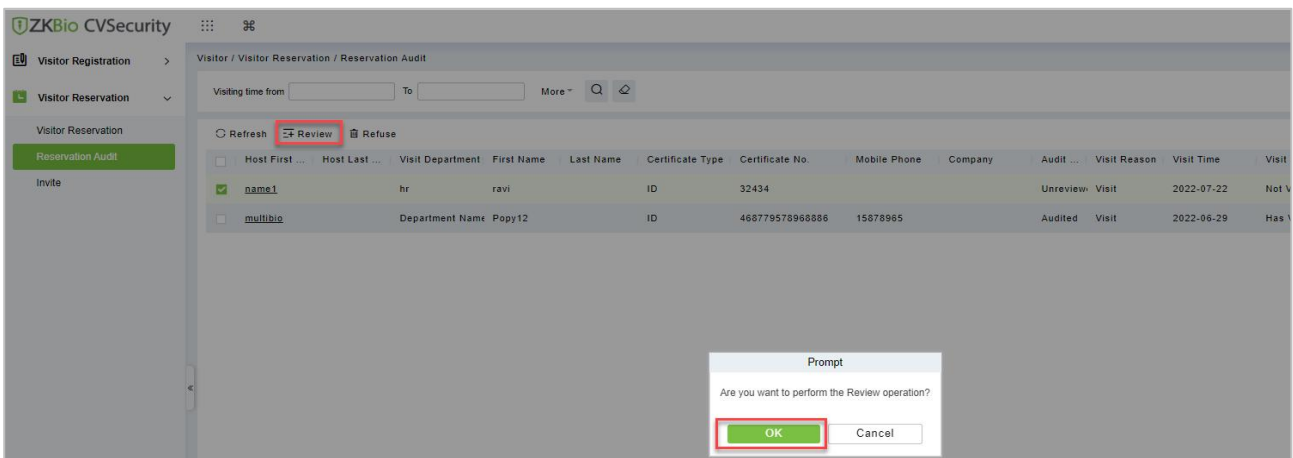 ZKBio CVSecurity
Visitor Registration
Visitor Reservation
Visitor Reservation
Reservation Audit
Invite
Visitor / Visitor Reservation / Reservation Audit
Visiting time from To More
Refresh Review Refuse
Host First ... Host Last ... Visit Department First Name Last Name Certificate Type Certificate No. Mobile Phone Company Audit ... Visit Reason Visit Time Visit
name1 hr ravi ID 32434 Unreview Visit 2022-07-22 Not
multibio Department Name Popy12 ID 468779578968886 15878965 Audited Visit 2022-06-29 Has
Prompt
Are you want to perform the Review operation?
OK Cancel